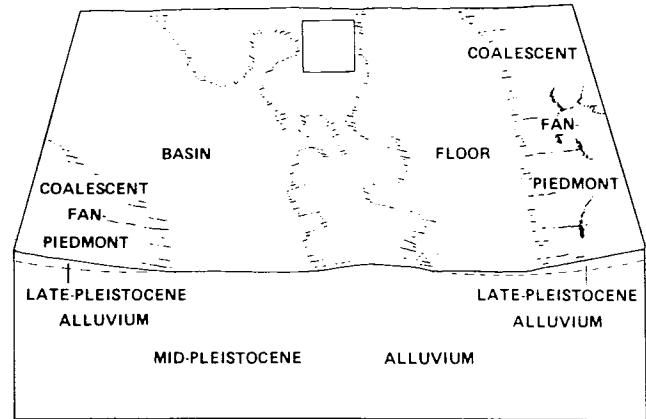 COALESCENT
FAN
PIEDMONT
BASIN
FLOOR
COALESCENT
FAN
PIEDMONT
LATE-PLEISTOCENE
ALLUVIUM
LATE-PLEISTOCENE
ALLUVIUM
MID-PLEISTOCENE ALLUVIUM